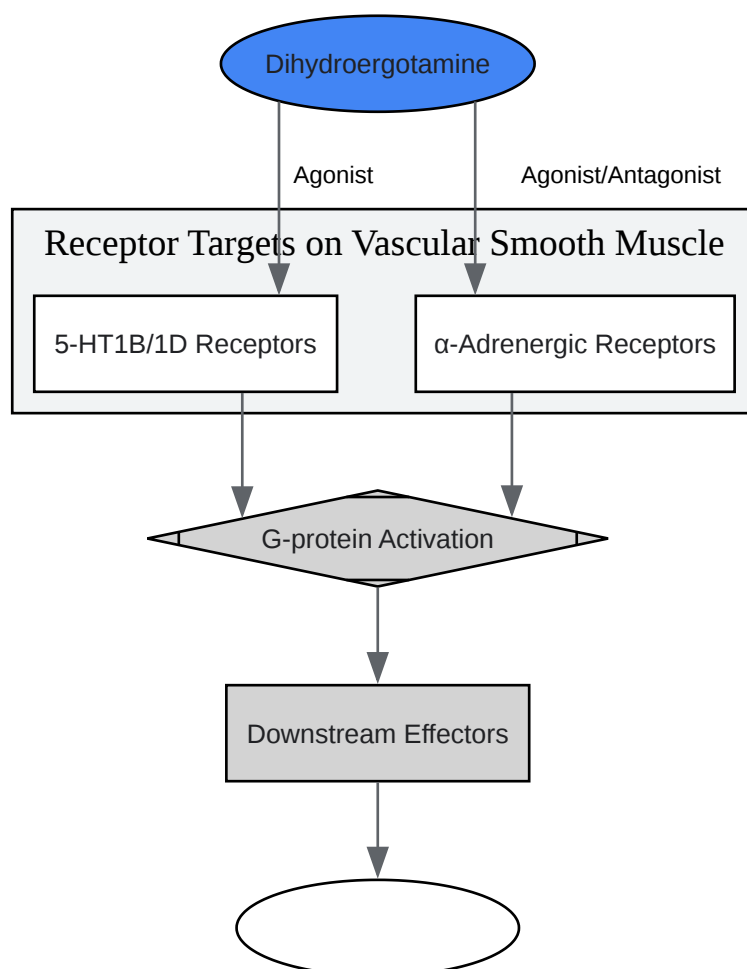 Dihydroergotamine
Agonist
Agonist/Antagonist
Receptor Targets on Vascular Smooth Muscle
5-HT1B/1D Receptors
α-Adrenergic Receptors
G-protein Activation
Downstream Effectors